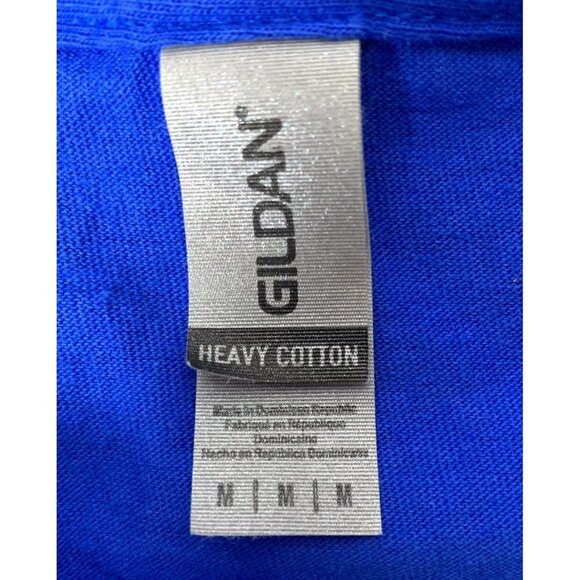 GILDAN®
HEAVY COTTON
Made in Dominican Republic
Fabriqué en République
Dominicaine
Hecho en República Dominicana
M | M | M